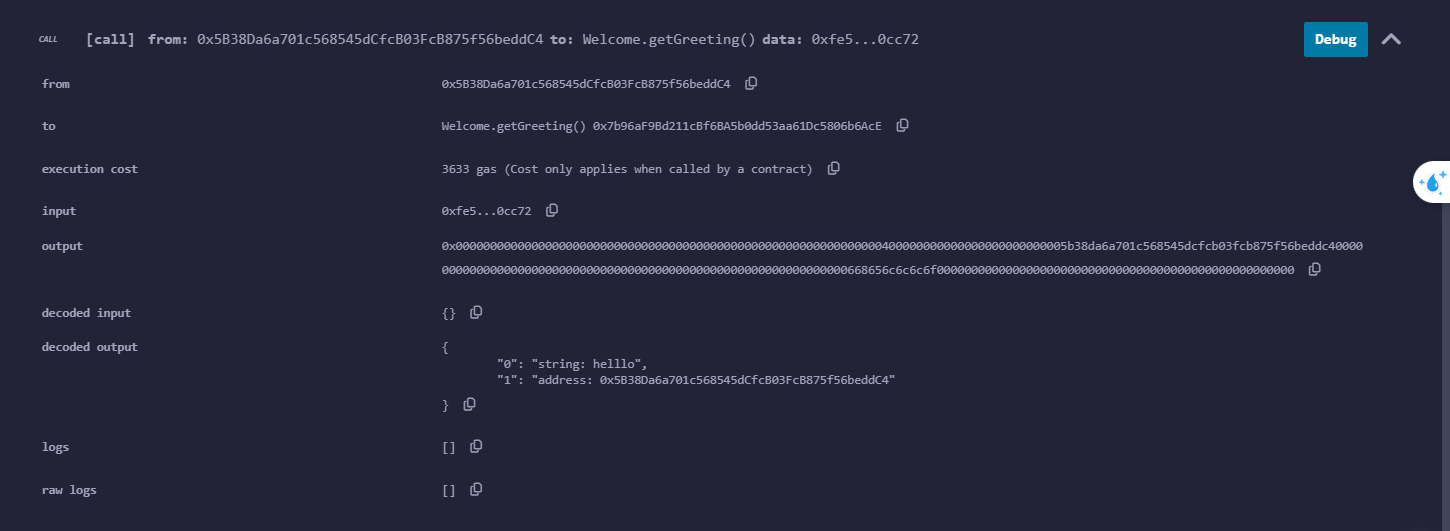 CALL [call] from: 0x5B38Da6a701c568545dCfcB03FcB875f56beddC4 to: Welcome.getGreeting() data: 0xfe5...0cc72 Debug
from 0x5B38Da6a701c568545dCfcB03FcB875f56beddC4
to Welcome.getGreeting() 0x7b96aF9Bd211cBf6BA5b0dd53aa61Dc5806b6AcE
execution cost 3633 gas (Cost only applies when called by a contract)
input 0xfe5...0cc72
output 0x00000000000000000000000000000000000000000000000000000000000000400000000000000000000000005b38da6a701c568545dcfcb03fcb875f56beddc40000
00000000000000000000000000000000000000000000000000000000000668656c6c6c6f0000000000000000000000000000000000000000000000000000
decoded input {}
decoded output {
"0": "string: helllo",
"1": "address: 0x5B38Da6a701c568545dCfcB03FcB875f56beddC4"
}
logs []
raw logs []